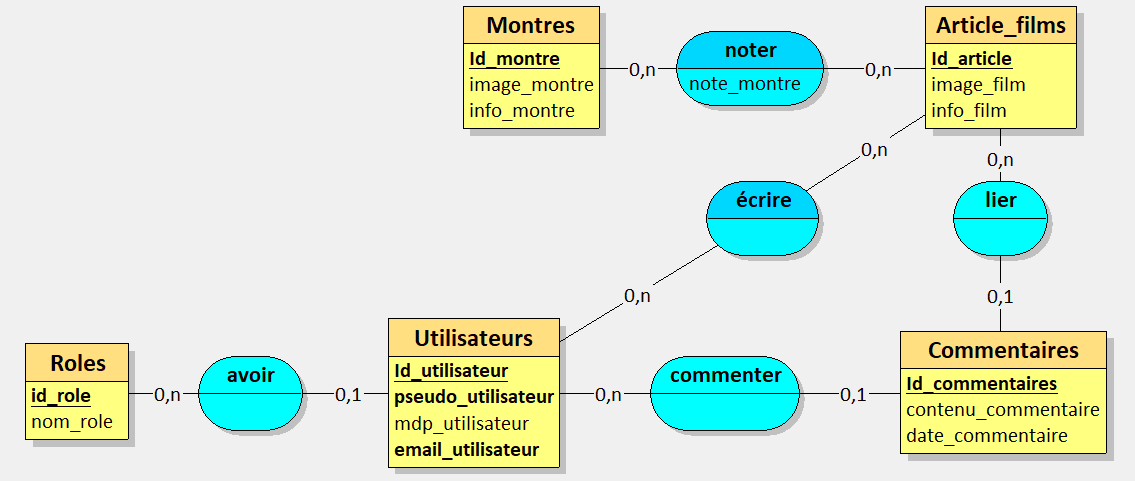 Montres
Id_montre
image_montre
info_montre
0,n
noter
note_montre
0,n
Article_films
Id_article
image_film
info_film
0,n
écrire
0,n
0,n
lier
0,1
Roles
id_role
nom_role
0,n
avoir
0,1
Utilisateurs
Id_utilisateur
pseudo_utilisateur
mdp_utilisateur
email_utilisateur
0,n
commenter
0,1
Commentaires
Id_commentaires
contenu_commentaire
date_commentaire